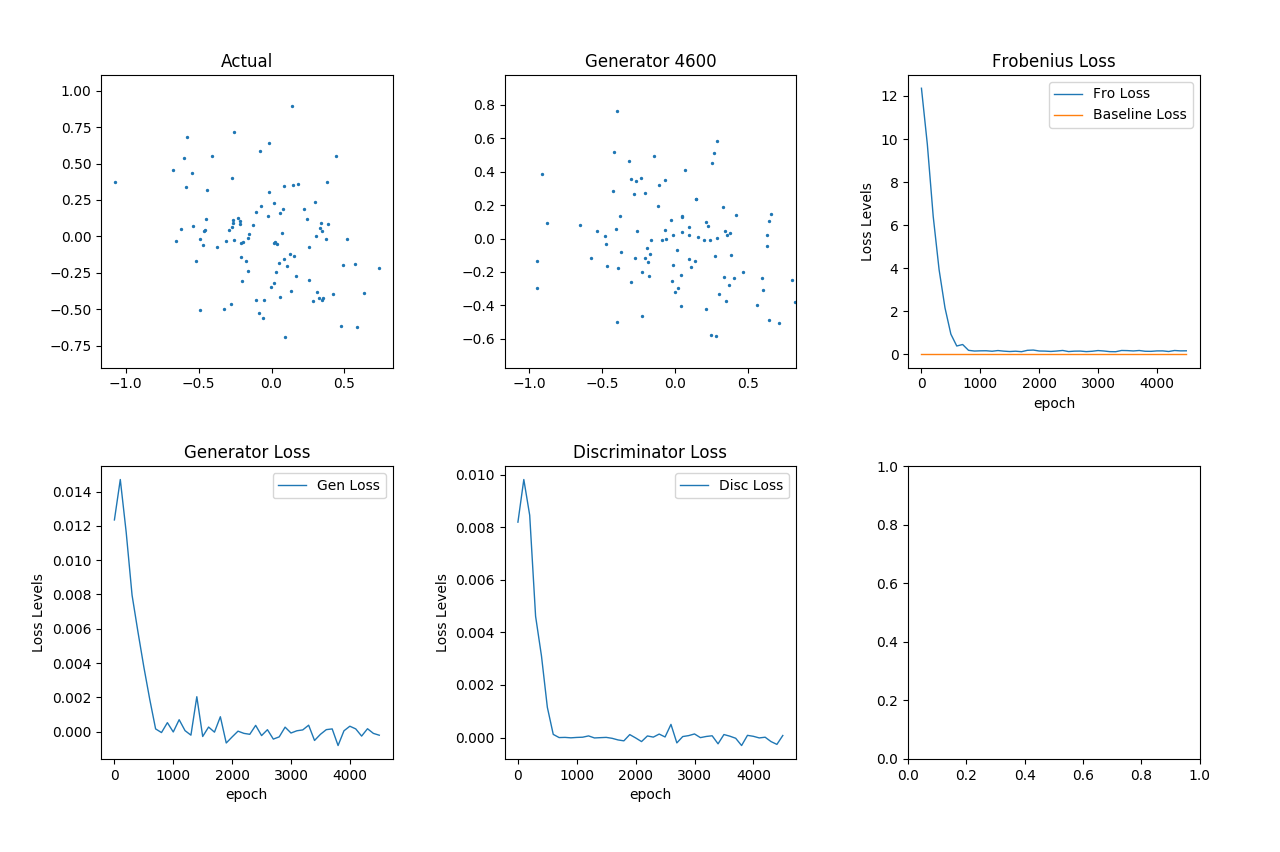 Actual
1.00
0.75
0.50
0.25
0.00
−0.25
−0.50
−0.75
−1.0 −0.5 0.0 0.5
Generator 4600
0.8
0.6
0.4
0.2
0.0
−0.2
−0.4
−0.6
−1.0 −0.5 0.0 0.5
Frobenius Loss
Fro Loss
Baseline Loss
Loss Levels
12
10
8
6
4
2
0
0 1000 2000 3000 4000
epoch
Generator Loss
Gen Loss
Loss Levels
0.014
0.012
0.010
0.008
0.006
0.004
0.002
0.000
0 1000 2000 3000 4000
epoch
Discriminator Loss
Disc Loss
Loss Levels
0.010
0.008
0.006
0.004
0.002
0.000
0 1000 2000 3000 4000
epoch
1.0
0.8
0.6
0.4
0.2
0.0
0.0 0.2 0.4 0.6 0.8 1.0